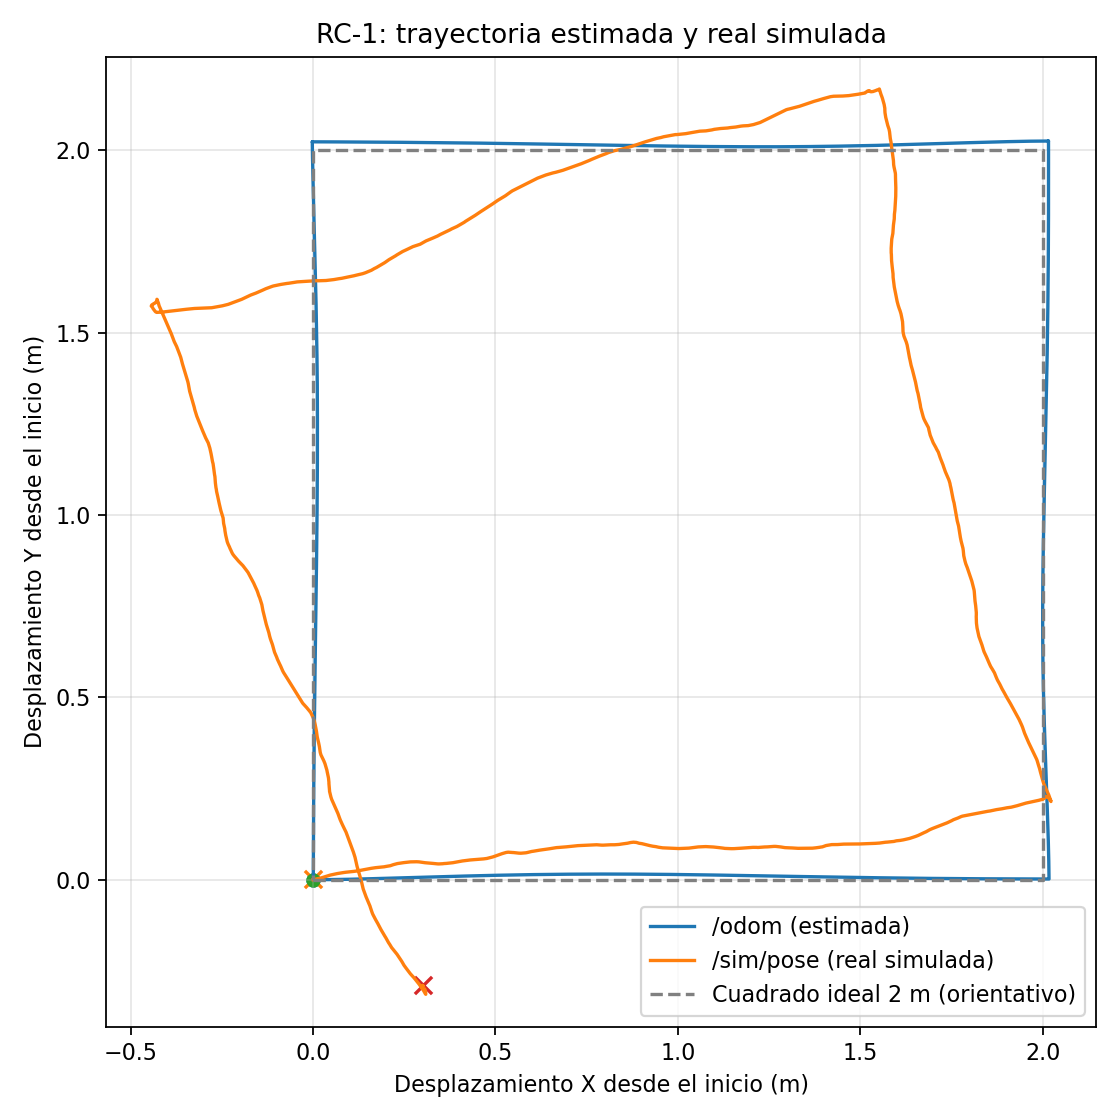 RC-1: trayectoria estimada y real simulada
2.0
1.5
1.0
0.5
0.0
Desplazamiento Y desde el inicio (m)
/odom (estimada)
/sim/pose (real simulada)
Cuadrado ideal 2 m (orientativo)
−0.5
0.0
0.5
1.0
1.5
2.0
Desplazamiento X desde el inicio (m)